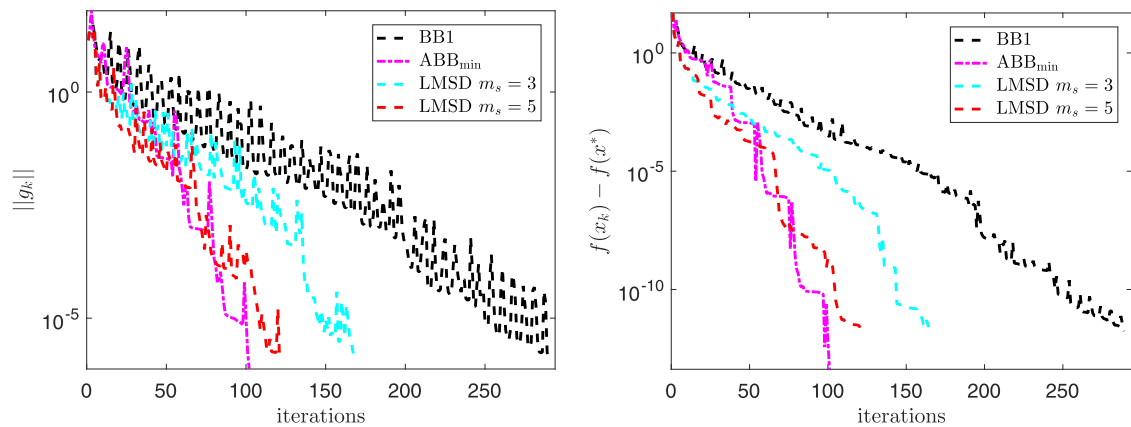 10^0
10^{-5}
||g_k||
0
50
100
150
200
250
iterations
BB1
ABB_min
LMSD m_s = 3
LMSD m_s = 5
10^0
10^{-5}
10^{-10}
f(x_k) − f(x^*)
0
50
100
150
200
250
iterations
BB1
ABB_min
LMSD m_s = 3
LMSD m_s = 5